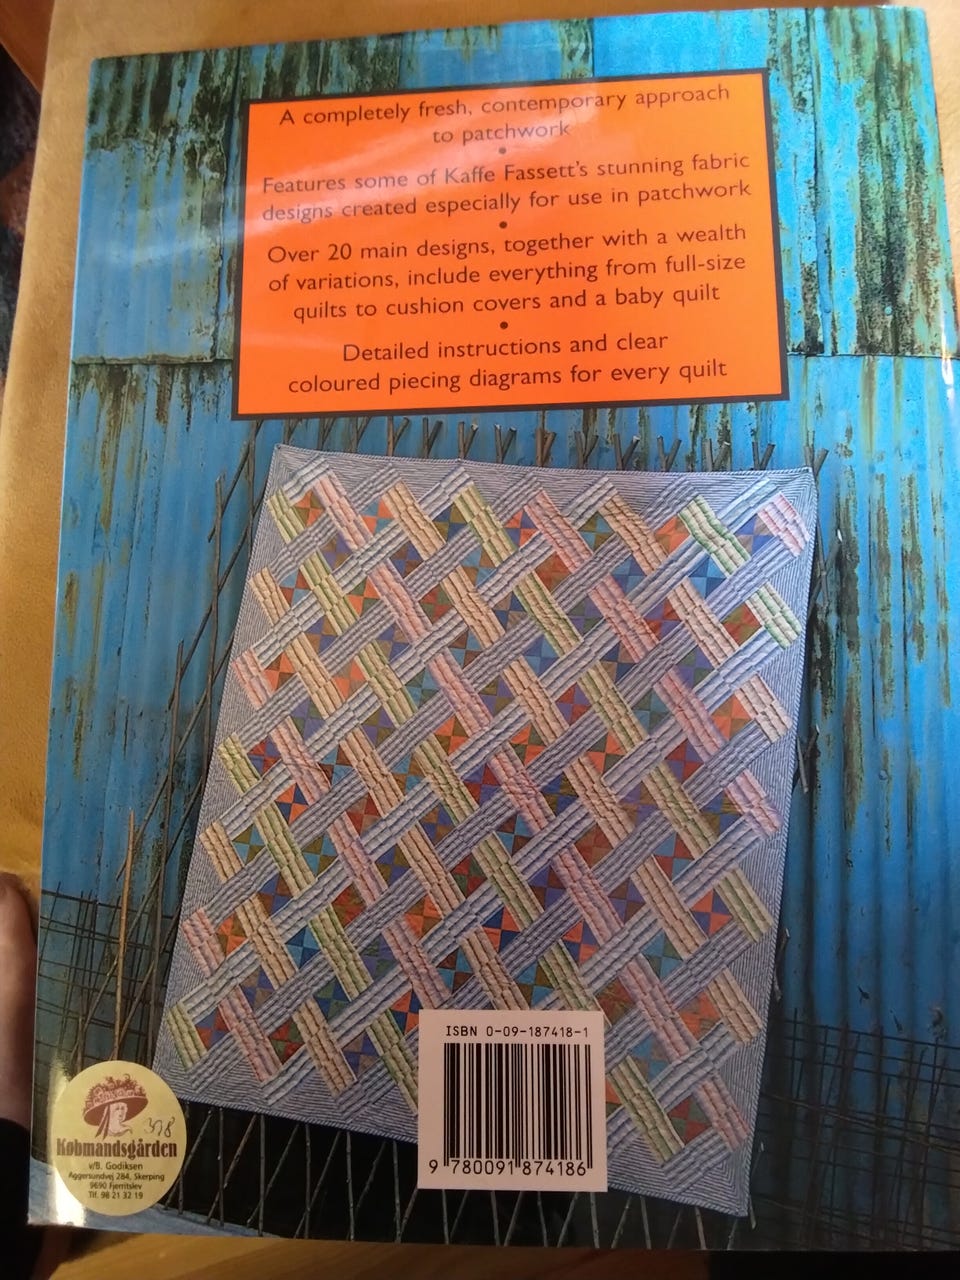 A completely fresh, contemporary approach
to patchwork
•
Features some of Kaffe Fassett's stunning fabric
designs created especially for use in patchwork
•
Over 20 main designs, together with a wealth
of variations, include everything from full-size
quilts to cushion covers and a baby quilt
•
Detailed instructions and clear
coloured piecing diagrams for every quilt
ISBN 0-09-187418-1
9 780091 874186
398
Købmandsgården
v/B. Godiksen
Aggersundvej 284, Skerping
9690 Fjerritslev
Tlf. 98 21 32 19